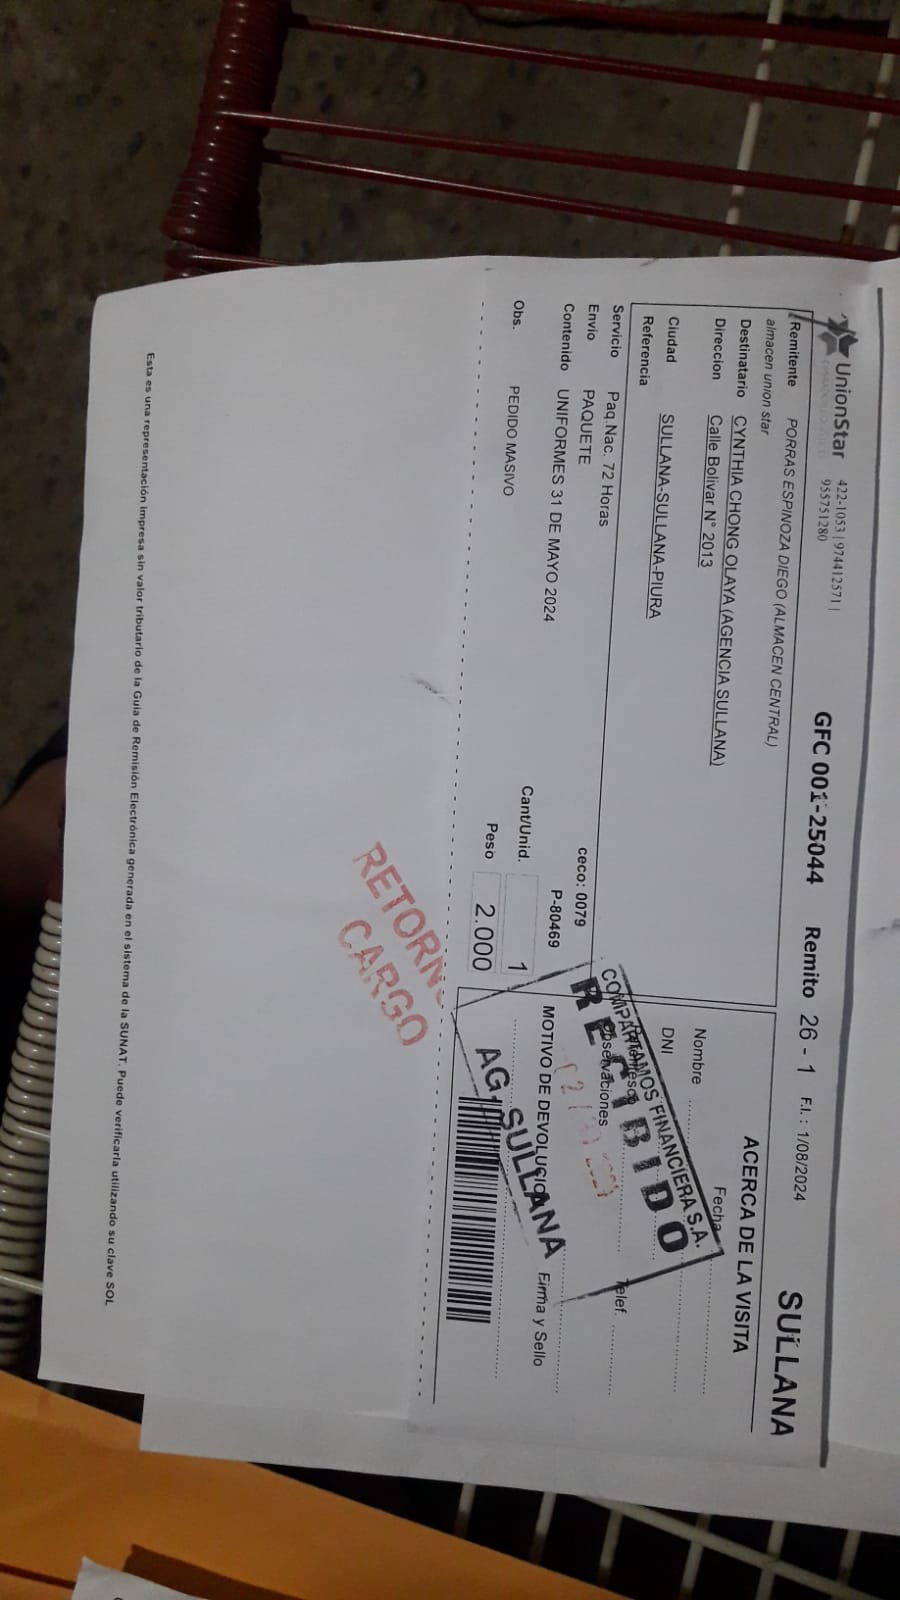 UnionStar
422-1053 | 974412571 |
955751280
GFC 001-25044 Remito 26 - 1 F.I.: 1/08/2024 SULLANA
Remitente PORRAS ESPINOZA DIEGO (ALMACEN CENTRAL)
almacen union star
Destinatario CYNTHIA CHONG OLAYA (AGENCIA SULLANA)
Direccion Calle Bolivar N° 2013
Ciudad SULLANA-SULLANA-PIURA
Referencia
Servicio Paq.Nac. 72 Horas
Envio PAQUETE ceco: 0079
Contenido UNIFORMES 31 DE MAYO 2024 P-80469
Obs. PEDIDO MASIVO
Cant/Unid. 1
Peso 2.000
ACERCA DE LA VISITA
Fecha
Nombre
DNI
Observaciones
Telef.
MOTIVO DE DEVOLUCION
Firma y Sello
COMPARTAMOS FINANCIERA S.A.
RECIBIDO
AG. SULLANA
RETORNO
CARGO
Esta es una representación impresa sin valor tributario de la Guia de Remisión Electrónica generada en el sistema de la SUNAT. Puede verificarla utilizando su clave SOL